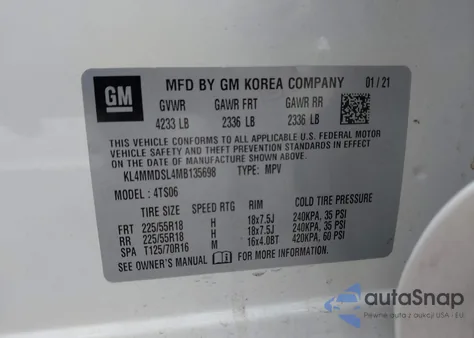 GM
MFD BY GM KOREA COMPANY 01/21
GVWR GAWR FRT GAWR RR
4233 LB 2336 LB 2336 LB
THIS VEHICLE CONFORMS TO ALL APPLICABLE U.S. FEDERAL MOTOR
VEHICLE SAFETY AND THEFT PREVENTION STANDARDS IN EFFECT
ON THE DATE OF MANUFACTURE SHOWN ABOVE.
KL4MMDSL4MB135698 TYPE: MPV
MODEL: 4TS06
TIRE SIZE SPEED RTG RIM COLD TIRE PRESSURE
FRT 225/55R18 H 18x7.5J 240KPA, 35 PSI
RR 225/55R18 H 18x7.5J 240KPA, 35 PSI
SPA T125/70R16 M 16x4.0BT 420KPA, 60 PSI
SEE OWNER'S MANUAL FOR MORE INFORMATION.
autoSnap
Pewne auto z USA - EU